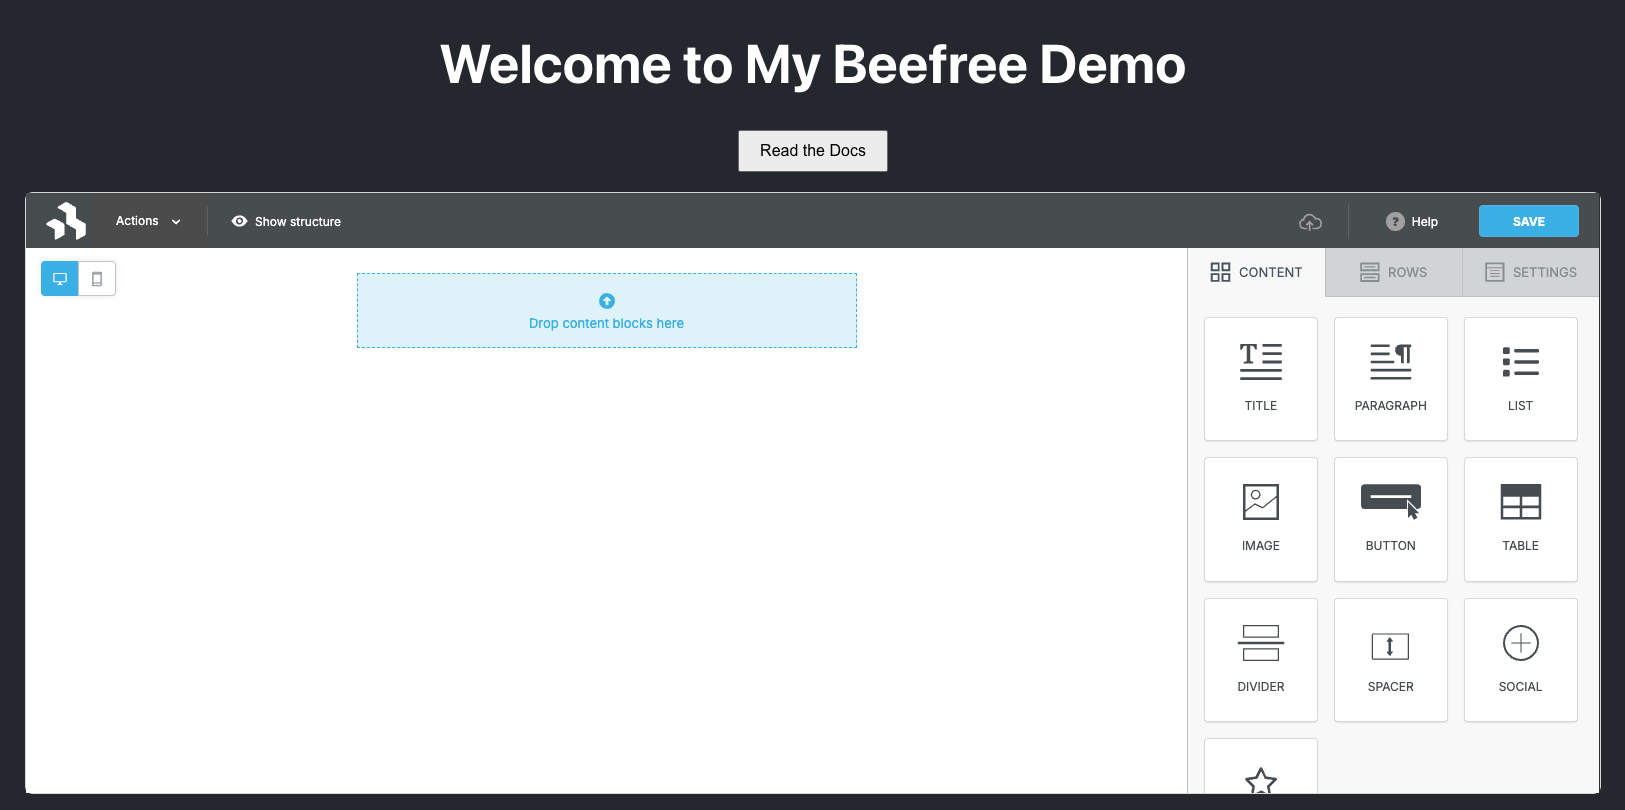 Welcome to My Beefree Demo
Read the Docs
Actions
Show structure
? Help
SAVE
CONTENT
ROWS
SETTINGS
Drop content blocks here
TITLE
PARAGRAPH
LIST
IMAGE
BUTTON
TABLE
DIVIDER
SPACER
SOCIAL